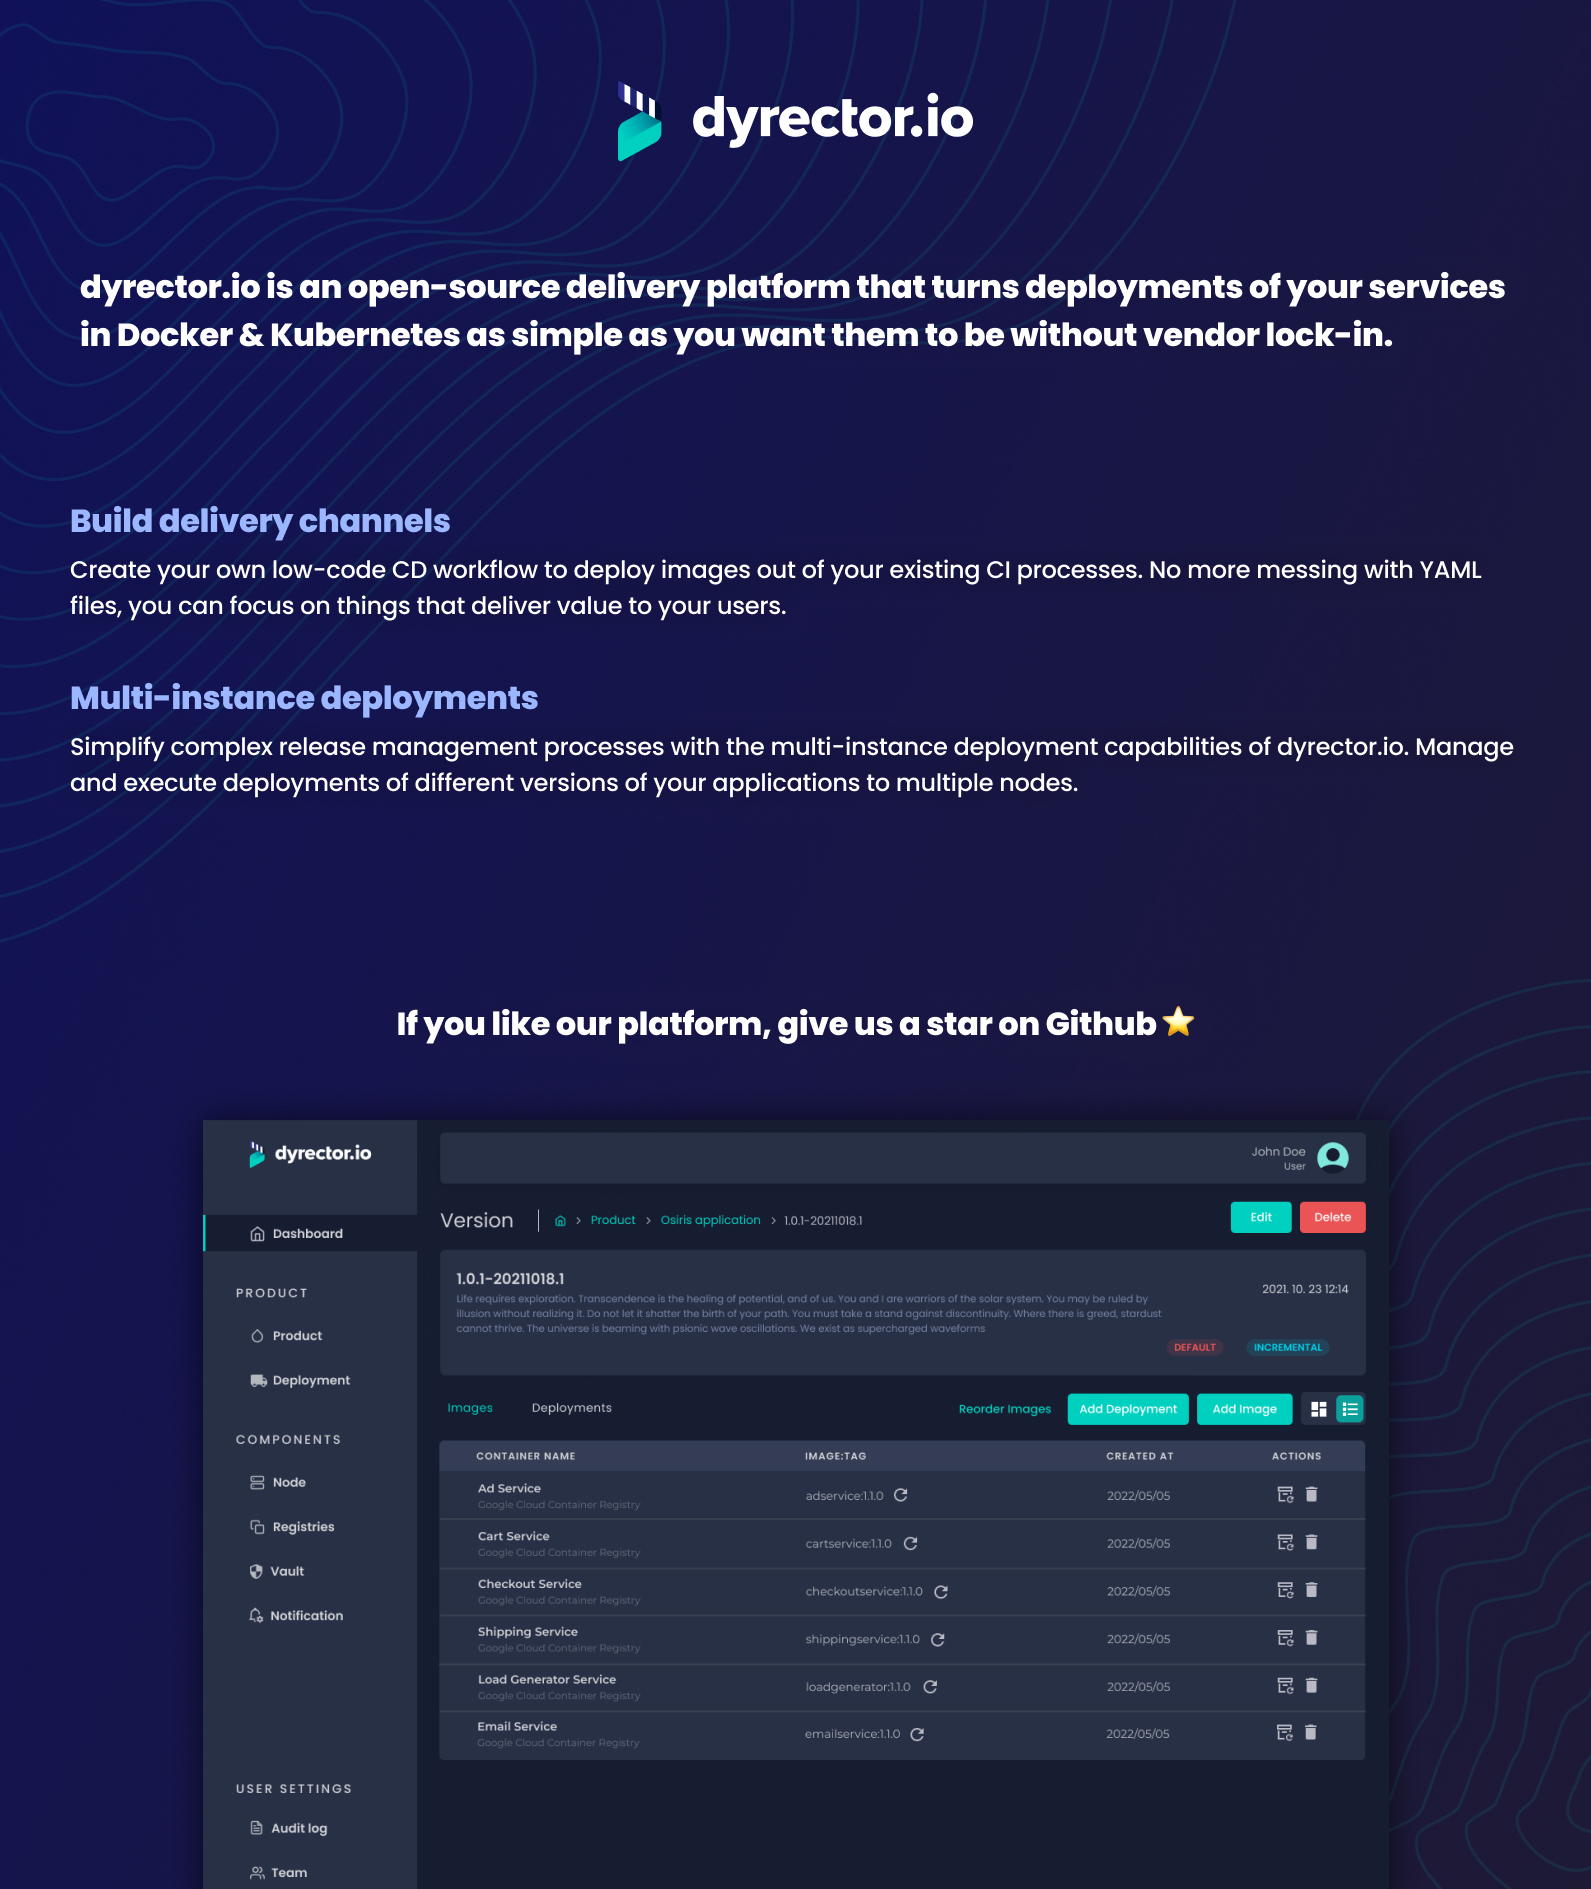 dyrector.io
dyrector.io is an open-source delivery platform that turns deployments of your services
in Docker & Kubernetes as simple as you want them to be without vendor lock-in.
Build delivery channels
Create your own low-code CD workflow to deploy images out of your existing CI processes. No more messing with YAML
files, you can focus on things that deliver value to your users.
Multi-instance deployments
Simplify complex release management processes with the multi-instance deployment capabilities of dyrector.io. Manage
and execute deployments of different versions of your applications to multiple nodes.
If you like our platform, give us a star on Github ⭐
dyrector.io
Dashboard
PRODUCT
Product
Deployment
COMPONENTS
Node
Registries
Vault
Notification
USER SETTINGS
Audit log
Team
John Doe
User
Version
Product > Osiris application > 1.0.1-20211018.1
Edit
Delete
1.0.1-20211018.1
Life requires exploration. Transcendence is the healing of potential, and of us. You and I are warriors of the solar system. You may be ruled by
illusion without realizing it. Do not let it shatter the birth of your path. You must take a stand against discontinuity. Where there is greed, stardust
cannot thrive. The universe is beaming with psionic wave oscillations. We exist as supercharged waveforms
2021. 10. 23 12:14
DEFAULT
INCREMENTAL
Images
Deployments
Reorder Images
Add Deployment
Add Image
CONTAINER NAME IMAGE:TAG CREATED AT ACTIONS
Ad Service
Google Cloud Container Registry
adservice:1.1.0
2022/05/05
Cart Service
Google Cloud Container Registry
cartservice:1.1.0
2022/05/05
Checkout Service
Google Cloud Container Registry
checkoutservice:1.1.0
2022/05/05
Shipping Service
Google Cloud Container Registry
shippingservice:1.1.0
2022/05/05
Load Generator Service
Google Cloud Container Registry
loadgenerator:1.1.0
2022/05/05
Email Service
Google Cloud Container Registry
emailservice:1.1.0
2022/05/05